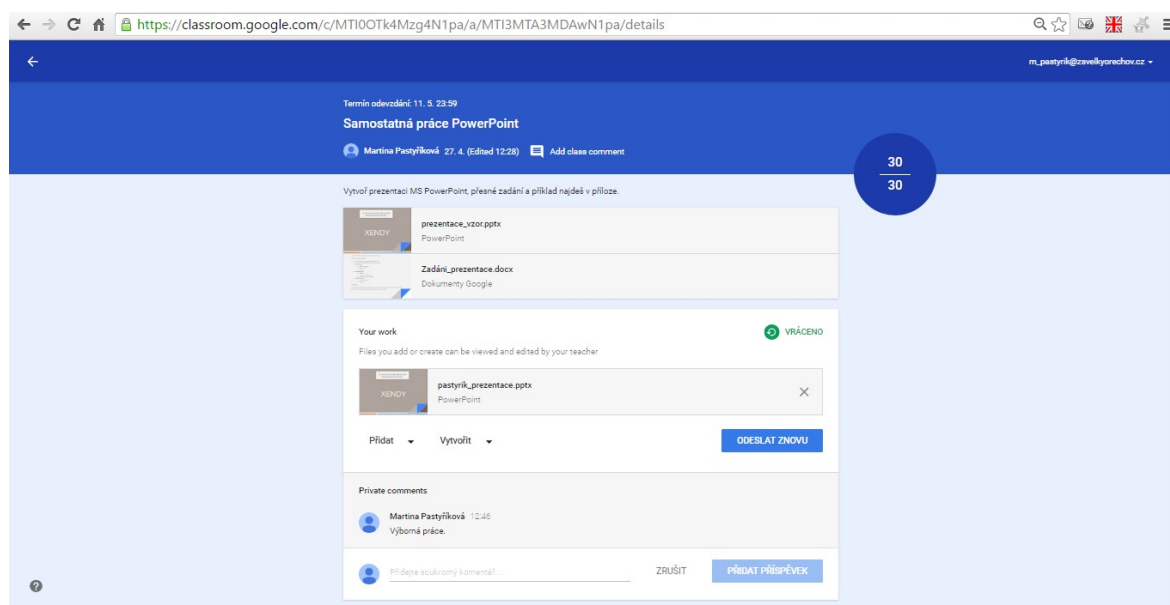 https://classroom.google.com/c/MTI0OTk4Mzg4N1pa/a/MTI3MTA3MDAwN1pa/details
m_pastyrik@zsvelkyorechov.cz
Termín odevzdání: 11. 5. 23:59
Samostatná práce PowerPoint
Martina Pastyříková 27. 4. (Edited 12:28) Add class comment
30
30
Vytvoř prezentaci MS PowerPoint, přesné zadání a příklad najdeš v příloze.
XENDY
prezentace_vzor.pptx
PowerPoint
Zadání_prezentace.docx
Dokumenty Google
Your work
VRÁCENO
Files you add or create can be viewed and edited by your teacher
XENDY
pastyrik_prezentace.pptx
PowerPoint
Přidat Vytvořit ODESLAT ZNOVU
Private comments
Martina Pastyříková 12:46
Výborná práce.
Přidejte soukromý komentář... ZRUŠIT PŘIDAT PŘÍSPĚVEK